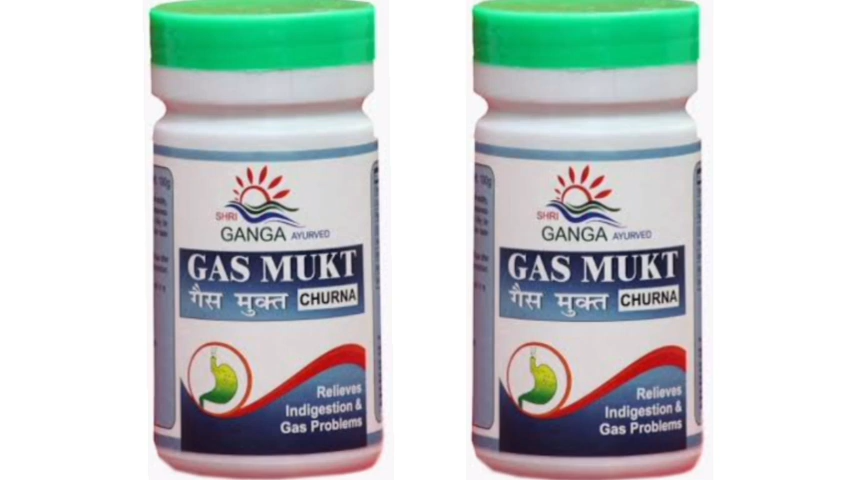 SHRI
GANGA AYURVED
GAS MUKT
गैस मुक्त CHURNA
Relieves
Indigestion &
Gas Problems
SHRI
GANGA AYURVED
GAS MUKT
गैस मुक्त CHURNA
Relieves
Indigestion &
Gas Problems